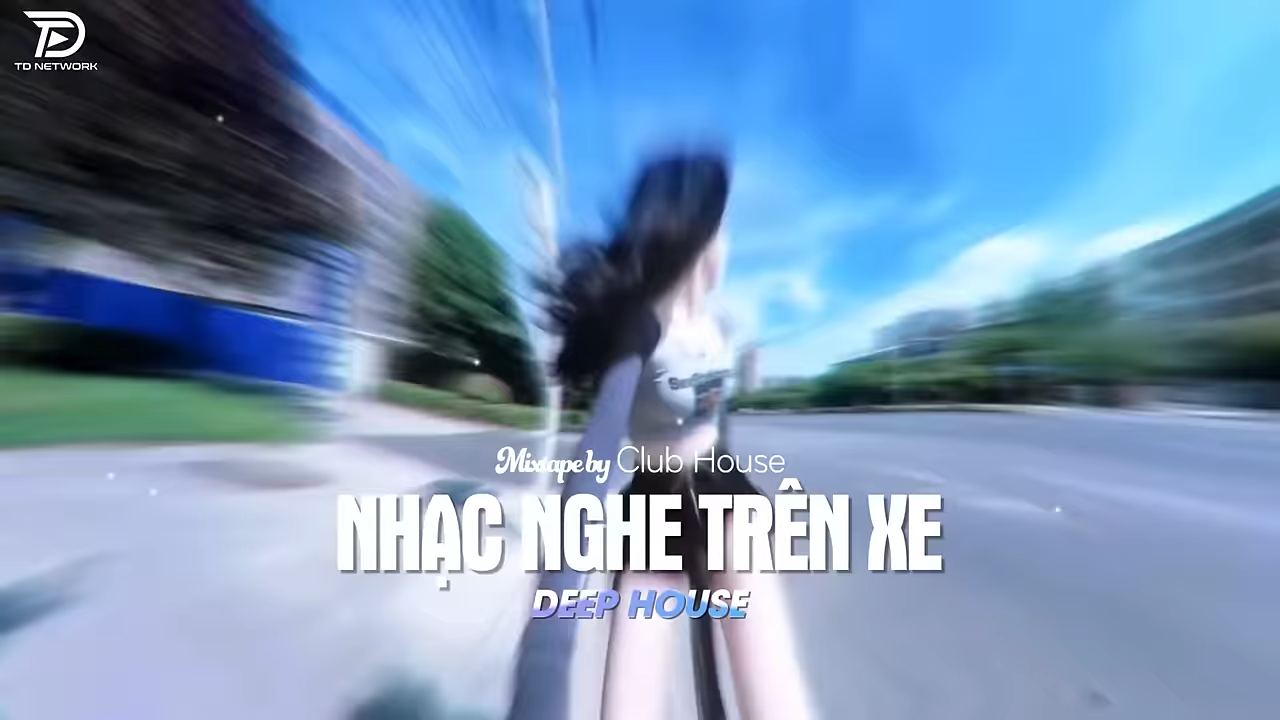 TD NETWORK
Mixtape by Club House
NHẠC NGHE TRÊN XE
DEEP HOUSE